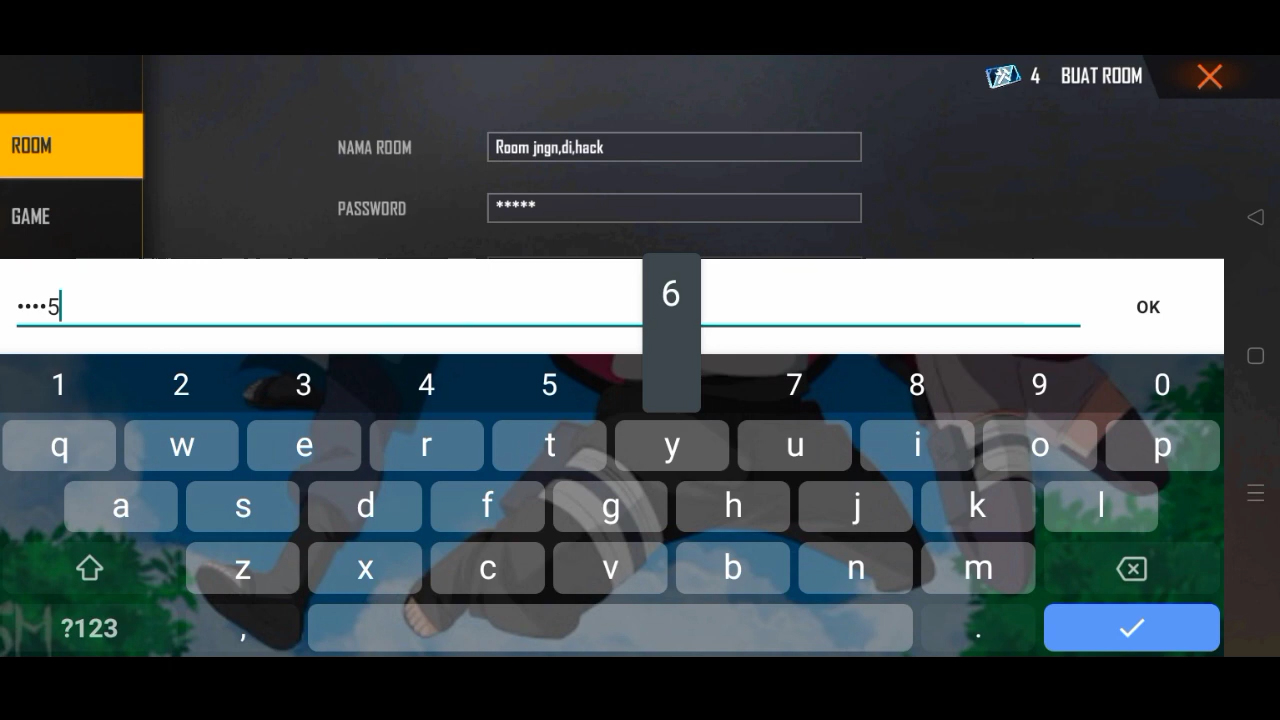 4 BUAT ROOM
ROOM
NAMA ROOM Room jngn,di,hack
PASSWORD *****
GAME
••••5
6
OK
1 2 3 4 5 7 8 9 0
q w e r t y u i o p
a s d f g h j k l
z x c v b n m
?123 , .